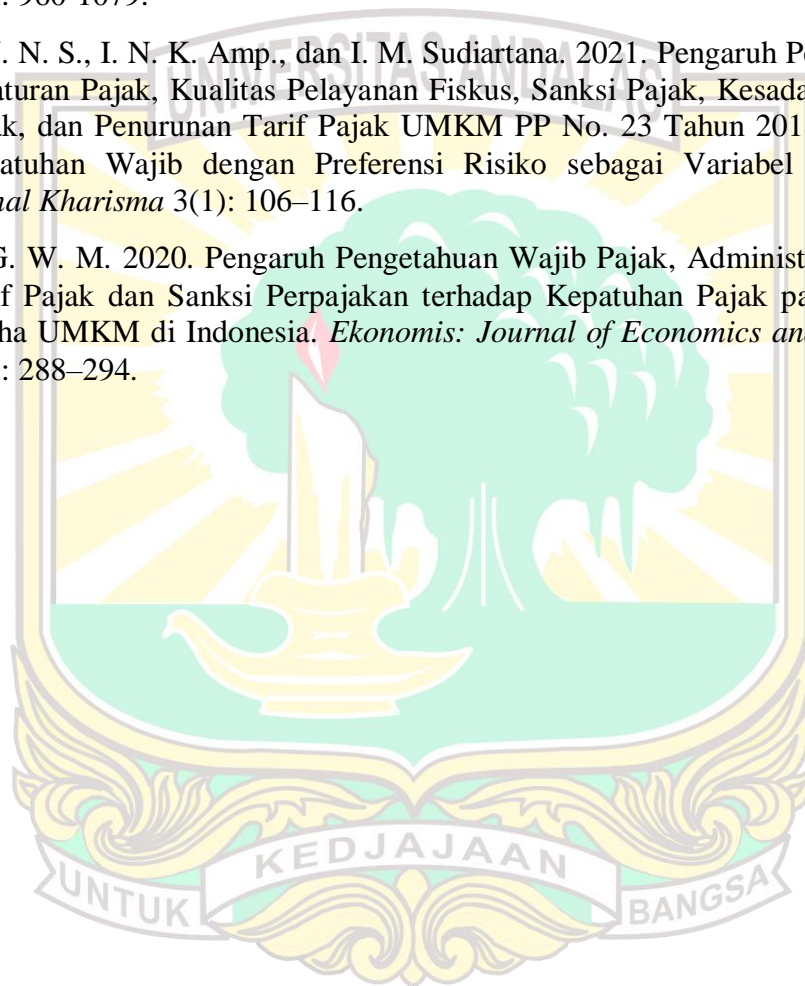 : 960-1079.
. N. S., I. N. K. Amp., dan I. M. Sudiartana. 2021. Pengaruh Pe
aturan Pajak, Kualitas Pelayanan Fiskus, Sanksi Pajak, Kesada
ak, dan Penurunan Tarif Pajak UMKM PP No. 23 Tahun 201
atuhan Wajib dengan Preferensi Risiko sebagai Variabel
nal Kharisma 3(1): 106–116.
G. W. M. 2020. Pengaruh Pengetahuan Wajib Pajak, Administ
f Pajak dan Sanksi Perpajakan terhadap Kepatuhan Pajak pa
ha UMKM di Indonesia. Ekonomis: Journal of Economics an
: 288–294.
UNIVERSITAS ANDALAS
UNTUK KEDJAJAAN BANGSA